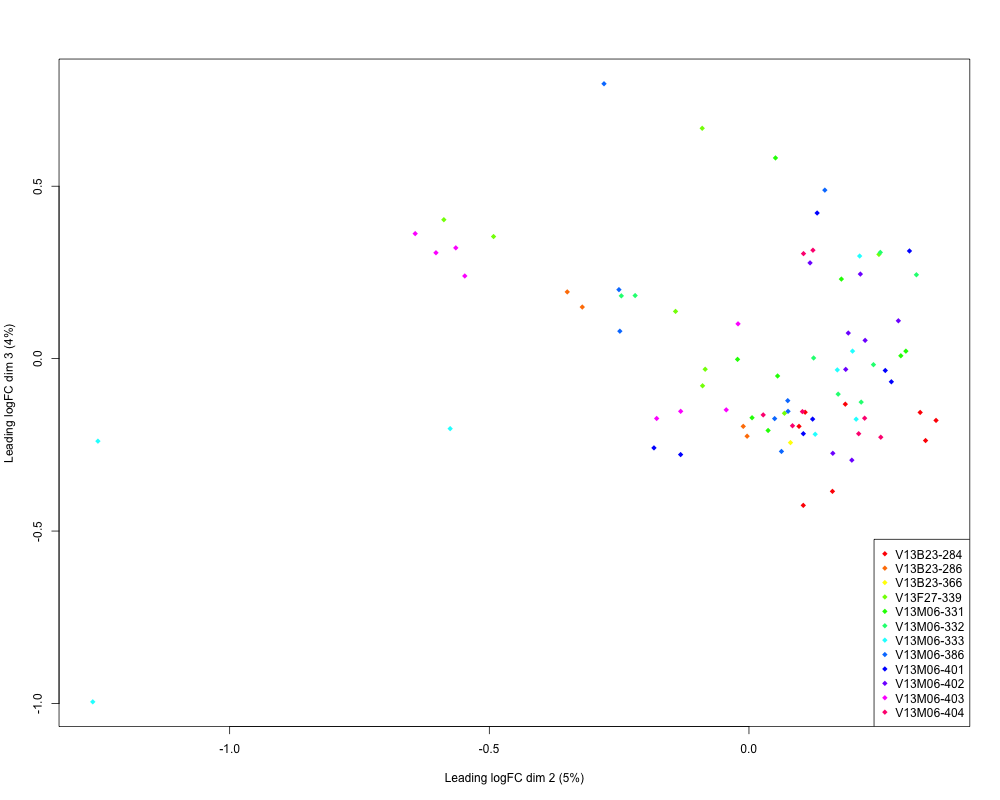 0.5
0.0
-0.5
-1.0
Leading logFC dim 3 (4%)
-1.0
-0.5
0.0
Leading logFC dim 2 (5%)
V13B23-284
V13B23-286
V13B23-366
V13F27-339
V13M06-331
V13M06-332
V13M06-333
V13M06-386
V13M06-401
V13M06-402
V13M06-403
V13M06-404